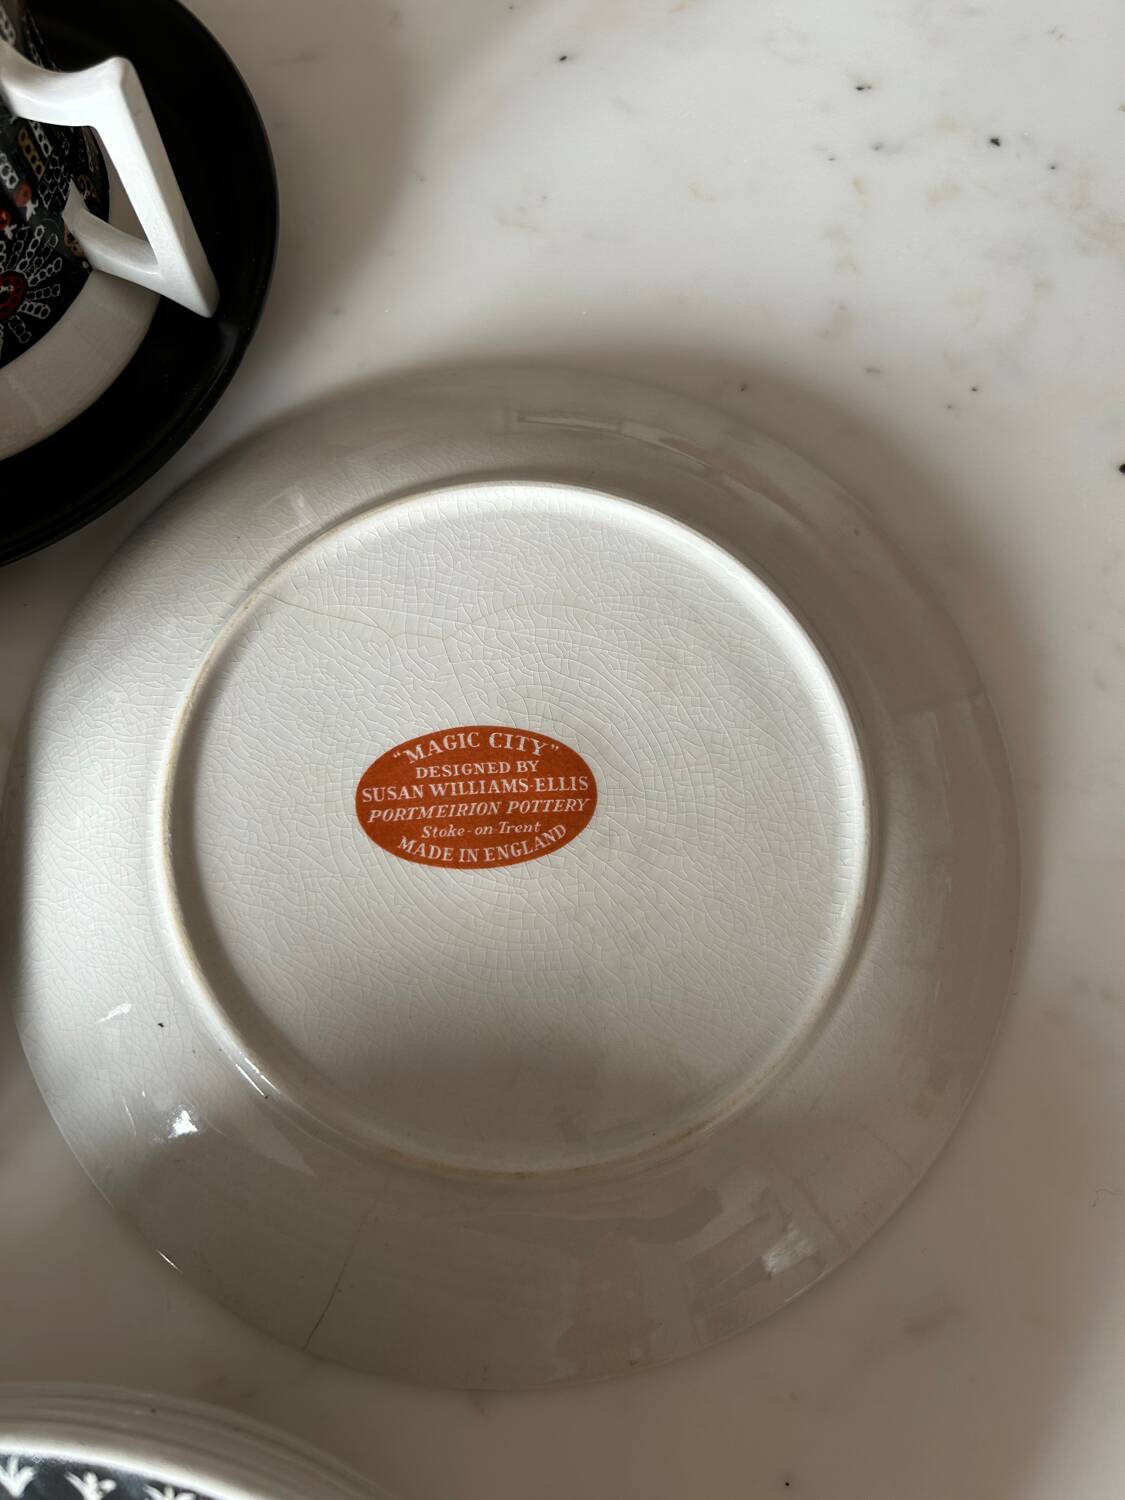 "MAGIC CITY"
DESIGNED BY
SUSAN WILLIAMS-ELLIS
PORTMEIRION POTTERY
Stoke-on-Trent
MADE IN ENGLAND